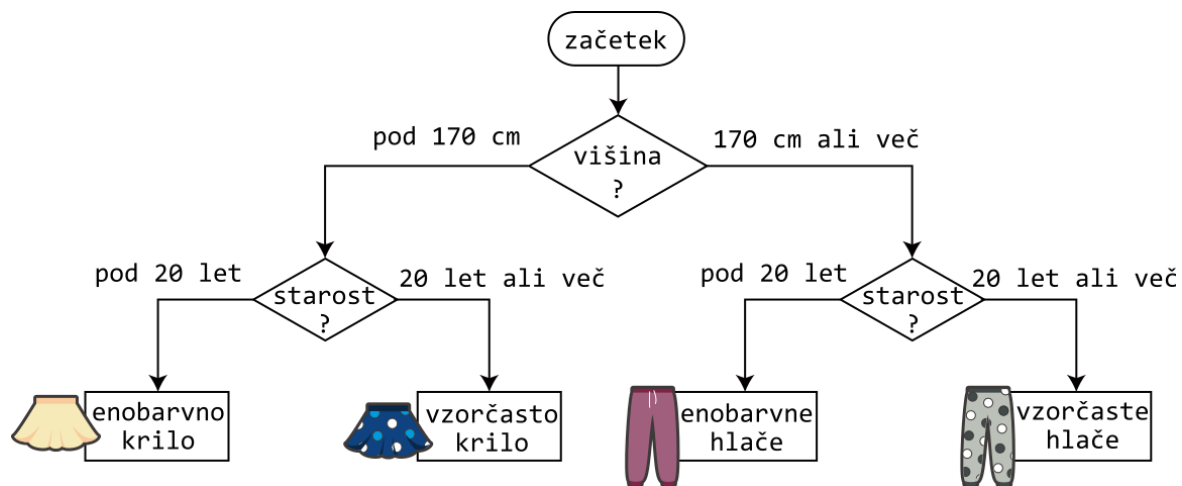 začetek
pod 170 cm
višina
?
170 cm ali več
pod 20 let
starost
?
20 let ali več
pod 20 let
starost
?
20 let ali več
enobarvno
krilo
vzorčasto
krilo
enobarvne
hlače
vzorčaste
hlače